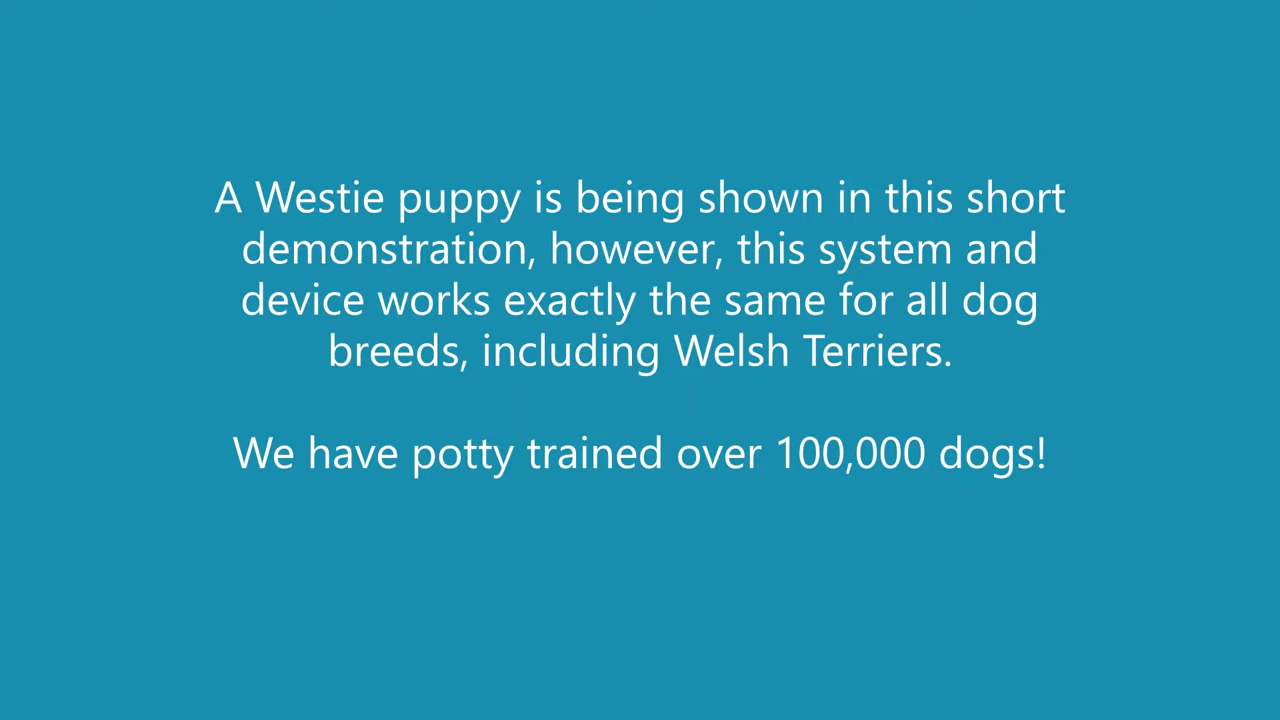 A Westie puppy is being shown in this short
demonstration, however, this system and
device works exactly the same for all dog
breeds, including Welsh Terriers.
We have potty trained over 100,000 dogs!